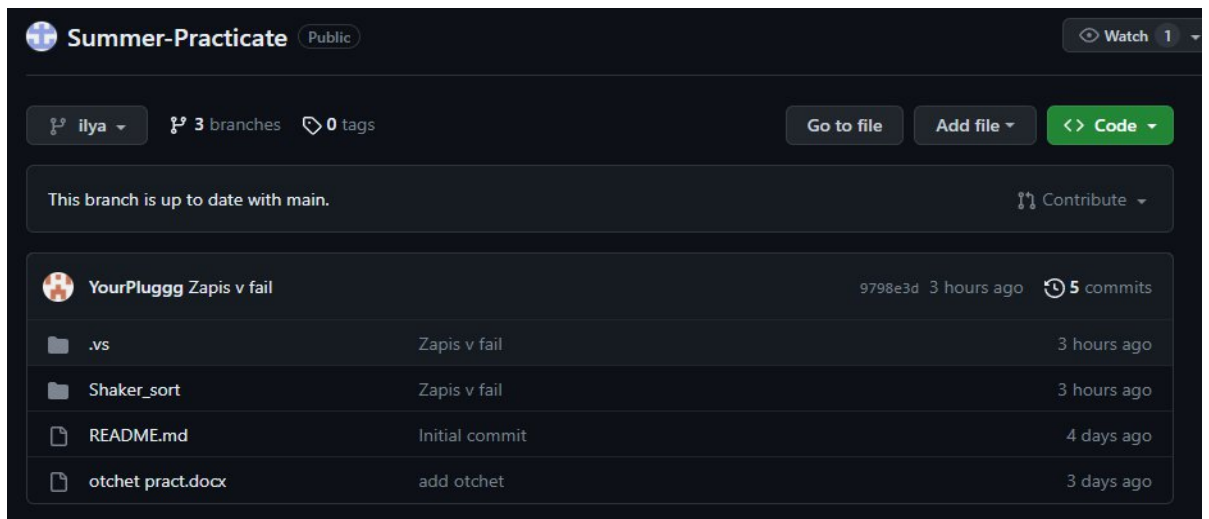 Summer-Practicate Public Watch 1
ilya 3 branches 0 tags Go to file Add file <> Code
This branch is up to date with main. Contribute
YourPluggg Zapis v fail 9798e3d 3 hours ago 5 commits
.vs Zapis v fail 3 hours ago
Shaker_sort Zapis v fail 3 hours ago
README.md Initial commit 4 days ago
otchet pract.docx add otchet 3 days ago